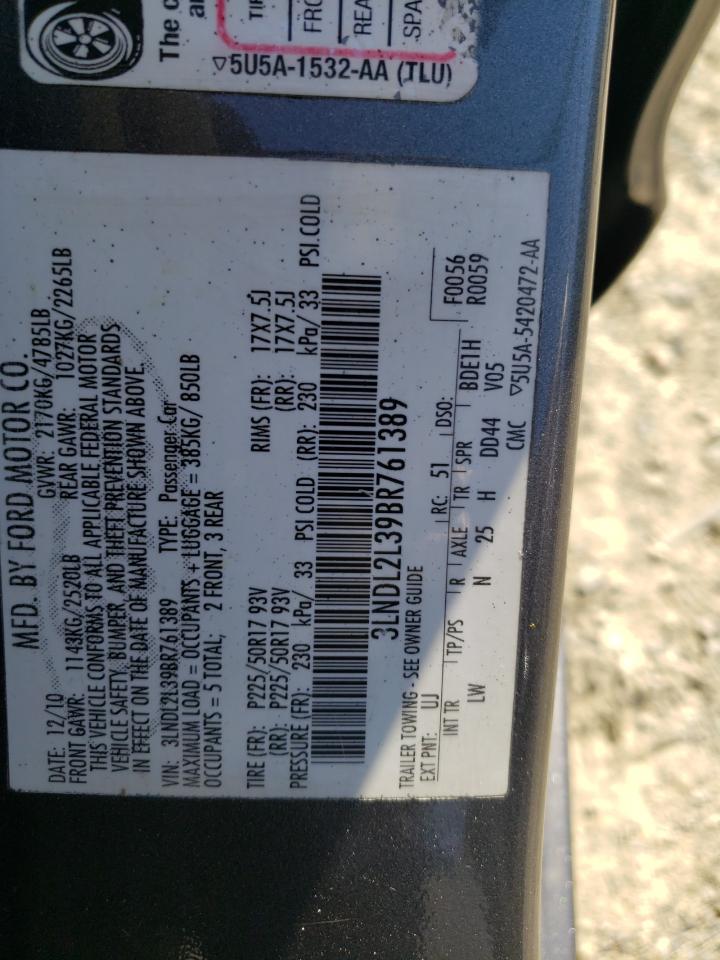 The c
an
TIR
FRO
REA
SPA
▽5U5A-1532-AA (TLU)
MFD. BY FORD MOTOR CO.
DATE: 12/10 GVWR: 2170KG/4785LB
FRONT GAWR: 1143KG/2520LB REAR GAWR: 1027KG/2265LB
THIS VEHICLE CONFORMS TO ALL APPLICABLE FEDERAL MOTOR
VEHICLE SAFETY, BUMPER, AND THEFT PREVENTION STANDARDS
IN EFFECT ON THE DATE OF MANUFACTURE SHOWN ABOVE.
VIN: 3LNDL2L39BR761389 TYPE: Passenger Car
MAXIMUM LOAD = OCCUPANTS + LUGGAGE = 385KG/ 850LB
OCCUPANTS = 5 TOTAL; 2 FRONT, 3 REAR
TIRE (FR): P225/50R17 93V RIMS (FR): 17X7.5J
(RR): P225/50R17 93V (RR): 17X7.5J
PRESSURE (FR): 230 kPa/ 33 PSI COLD (RR): 230 kPa/ 33 PSI.COLD
3LNDL2L39BR761389
TRAILER TOWING - SEE OWNER GUIDE F0056
EXT PNT: UJ RC: 51 DSO: R0059
INT TR TP/PS R AXLE TR SPR BDE1H
LW N 25 H DD44 V05
CMC ▽5U5A-5420472-AA